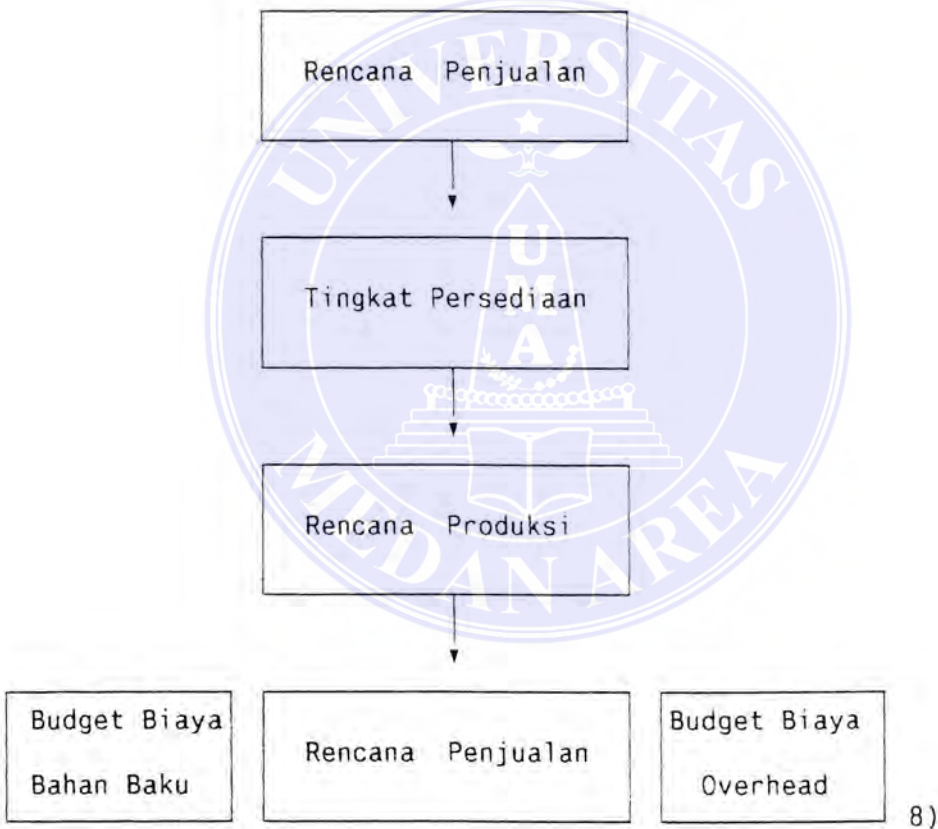 Rencana Penjualan
Tingkat Persediaan
Rencana Produksi
Budget Biaya
Bahan Baku
Rencana Penjualan
Budget Biaya
Overhead
8)
UNIVERSITAS
MEDAN AREA
UMA